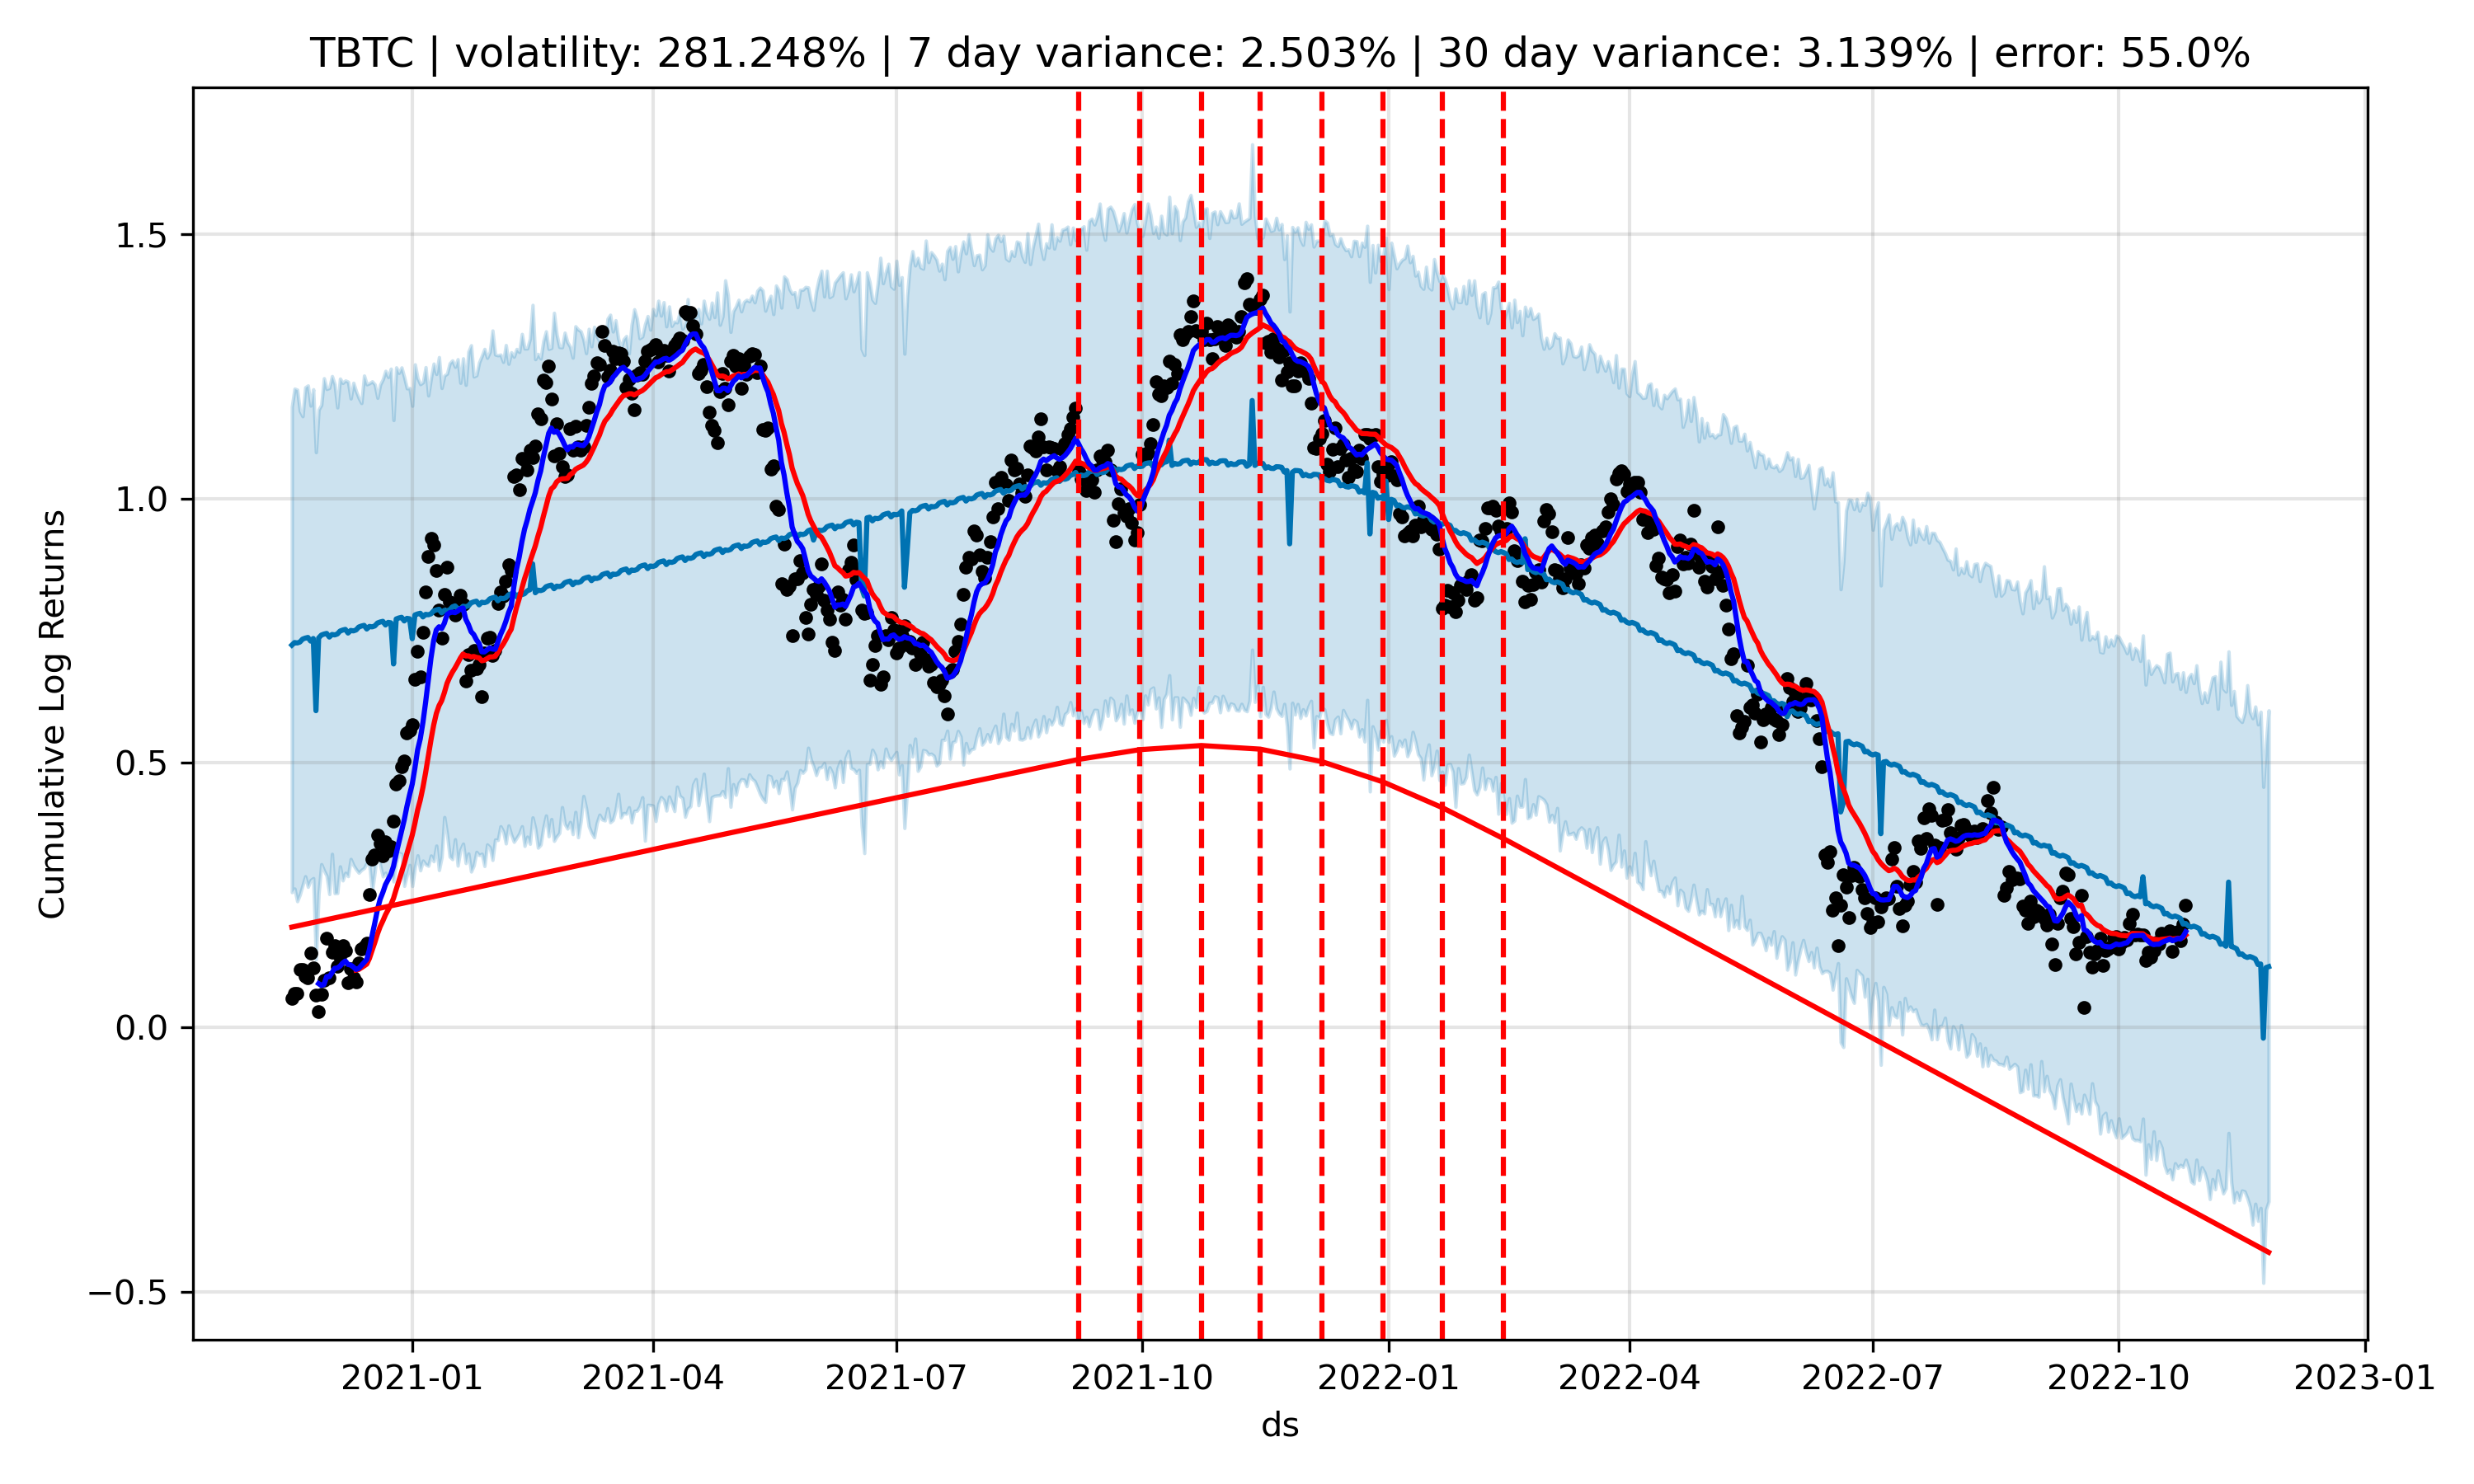 TBTC | volatility: 281.248% | 7 day variance: 2.503% | 30 day variance: 3.139% | error: 55.0%
Cumulative Log Returns
1.5
1.0
0.5
0.0
−0.5
2021-01 2021-04 2021-07 2021-10 2022-01 2022-04 2022-07 2022-10 2023-01
ds